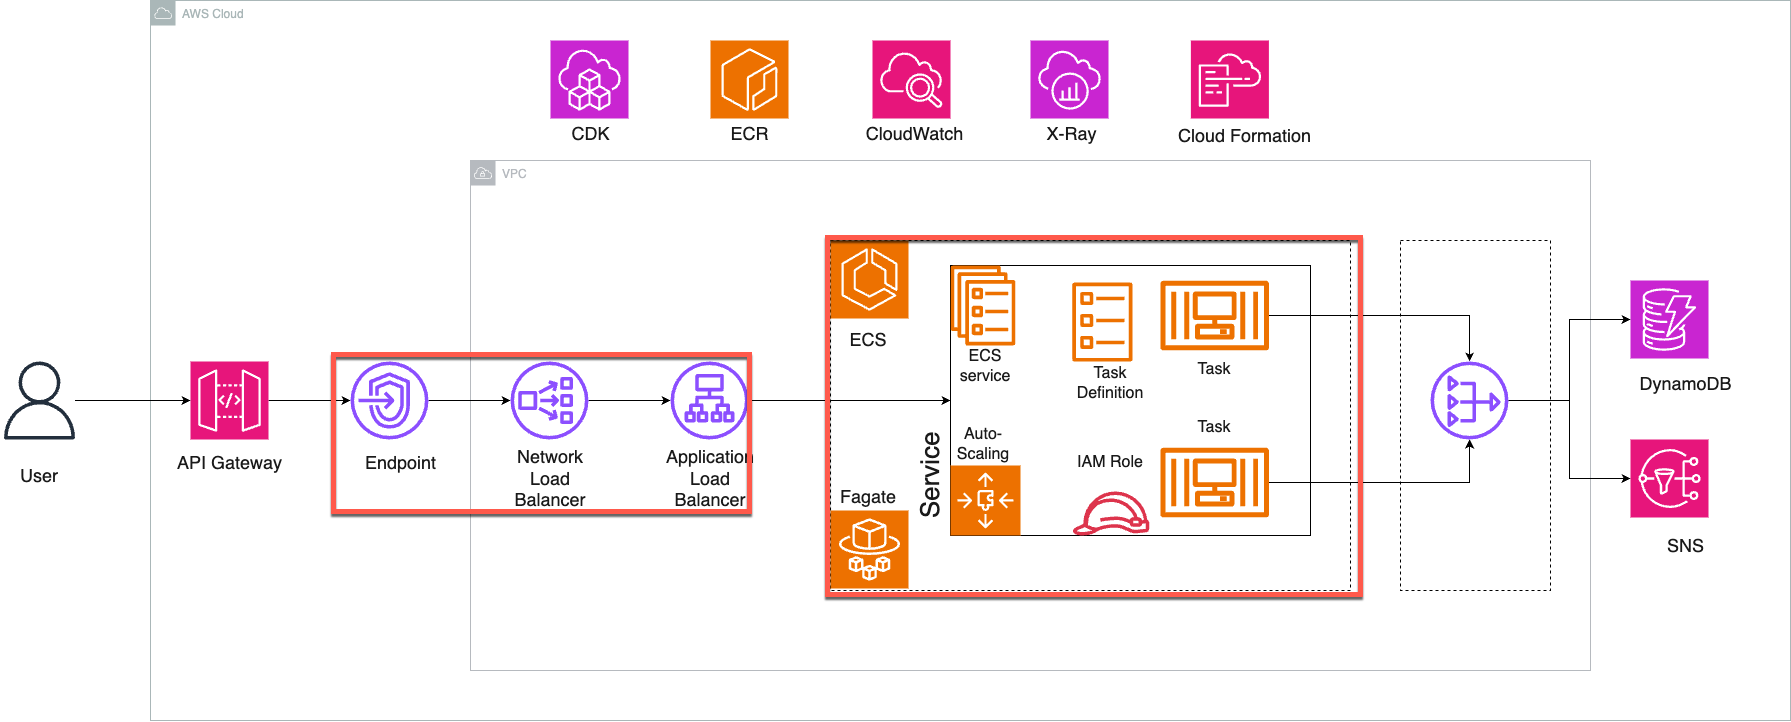 AWS Cloud
CDK
ECR
CloudWatch
X-Ray
Cloud Formation
VPC
User
API Gateway
Endpoint
Network
Load
Balancer
Application
Load
Balancer
ECS
Fagate
Service
ECS
service
Auto-
Scaling
Task
Definition
IAM Role
Task
Task
DynamoDB
SNS